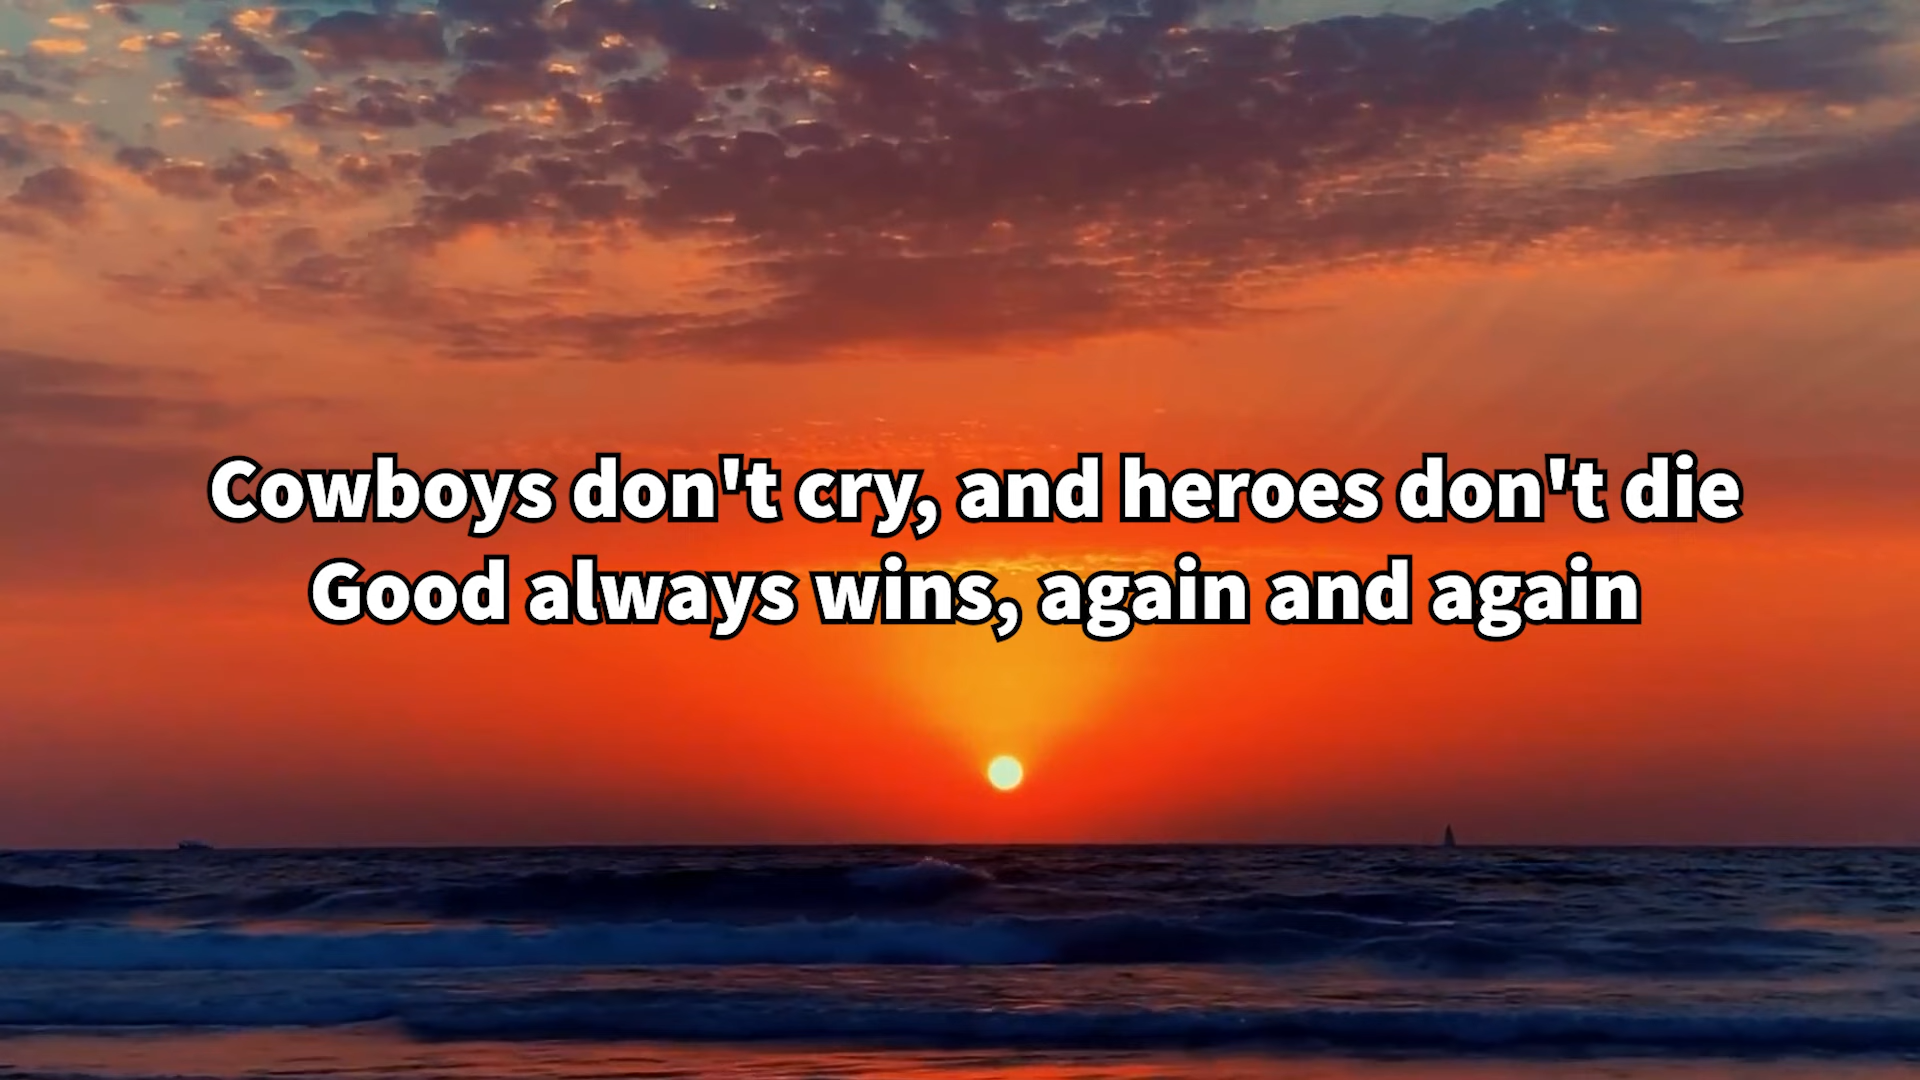 Cowboys don't cry, and heroes don't die
Good always wins, again and again